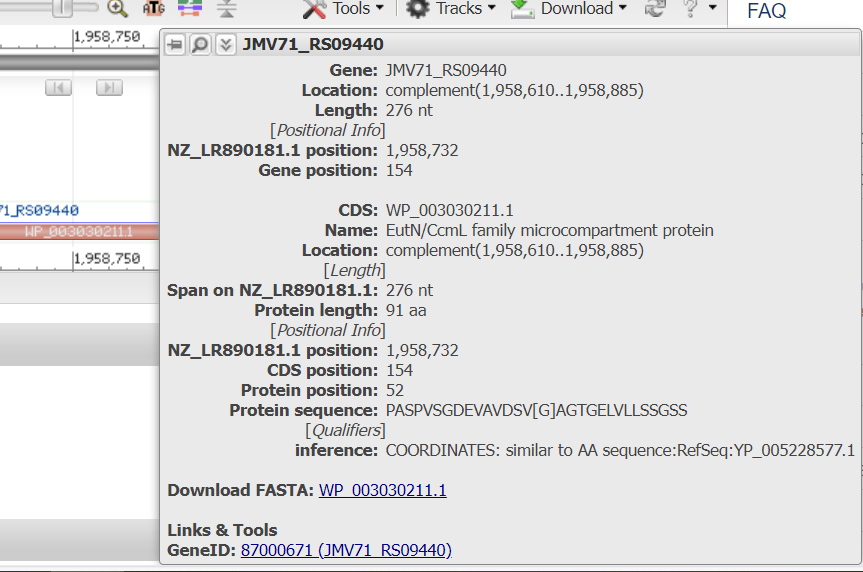 Tools
Tracks
Download
FAQ
1,958,750
JMV71_RS09440
Gene: JMV71_RS09440
Location: complement(1,958,610..1,958,885)
Length: 276 nt
[Positional Info]
NZ_LR890181.1 position: 1,958,732
Gene position: 154
CDS: WP_003030211.1
Name: EutN/CcmL family microcompartment protein
Location: complement(1,958,610..1,958,885)
[Length]
Span on NZ_LR890181.1: 276 nt
Protein length: 91 aa
[Positional Info]
NZ_LR890181.1 position: 1,958,732
CDS position: 154
Protein position: 52
Protein sequence: PASPVSGDEVAVDSV[G]AGTGELVLLSSGSS
[Qualifiers]
inference: COORDINATES: similar to AA sequence:RefSeq:YP_005228577.1
Download FASTA: WP_003030211.1
Links & Tools
GeneID: 87000671 (JMV71_RS09440)
71_RS09440
WP_003030211.1
1,958,750